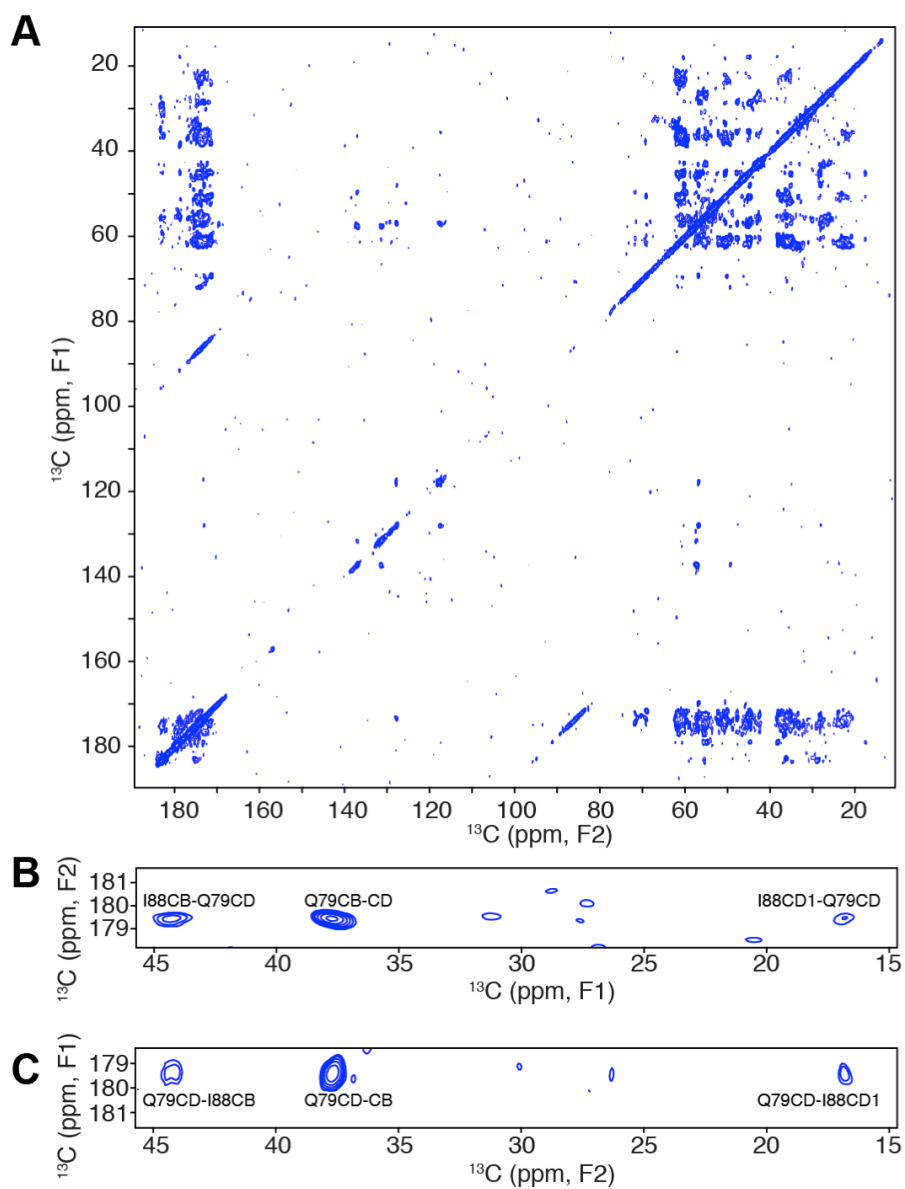 A
20
40
60
80
100
120
140
160
180
¹³C (ppm, F1)
180 160 140 120 100 80 60 40 20
¹³C (ppm, F2)
B
181
180
179
¹³C (ppm, F2)
I88CB-Q79CD Q79CB-CD I88CD1-Q79CD
45 40 35 30 25 20 15
¹³C (ppm, F1)
C
179
180
181
¹³C (ppm, F1)
Q79CD-I88CB Q79CD-CB Q79CD-I88CD1
45 40 35 30 25 20 15
¹³C (ppm, F2)